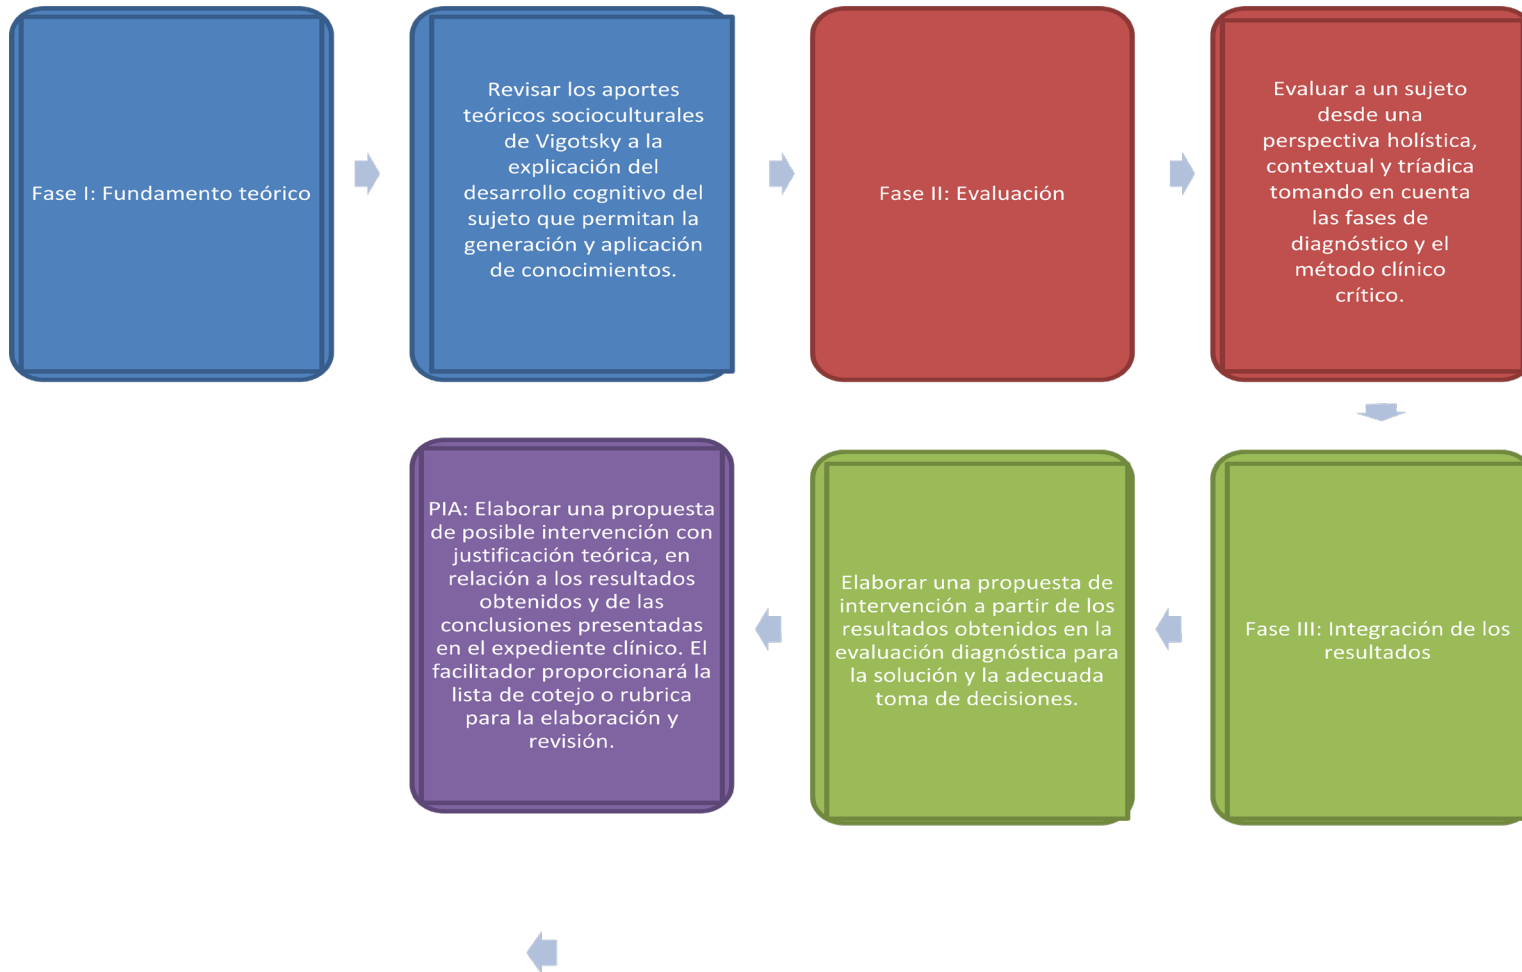 Fase I: Fundamento teórico
Revisar los aportes
teóricos socioculturales
de Vigotsky a la
explicación del
desarrollo cognitivo del
sujeto que permitan la
generación y aplicación
de conocimientos.
Fase II: Evaluación
Evaluar a un sujeto
desde una
perspectiva holística,
contextual y tríadica
tomando en cuenta
las fases de
diagnóstico y el
método clínico
crítico.
Fase III: Integración de los
resultados
Elaborar una propuesta de
intervención a partir de los
resultados obtenidos en la
evaluación diagnóstica para
la solución y la adecuada
toma de decisiones.
PIA: Elaborar una propuesta
de posible intervención con
justificación teórica, en
relación a los resultados
obtenidos y de las
conclusiones presentadas
en el expediente clínico. El
facilitador proporcionará la
lista de cotejo o rubrica
para la elaboración y
revisión.